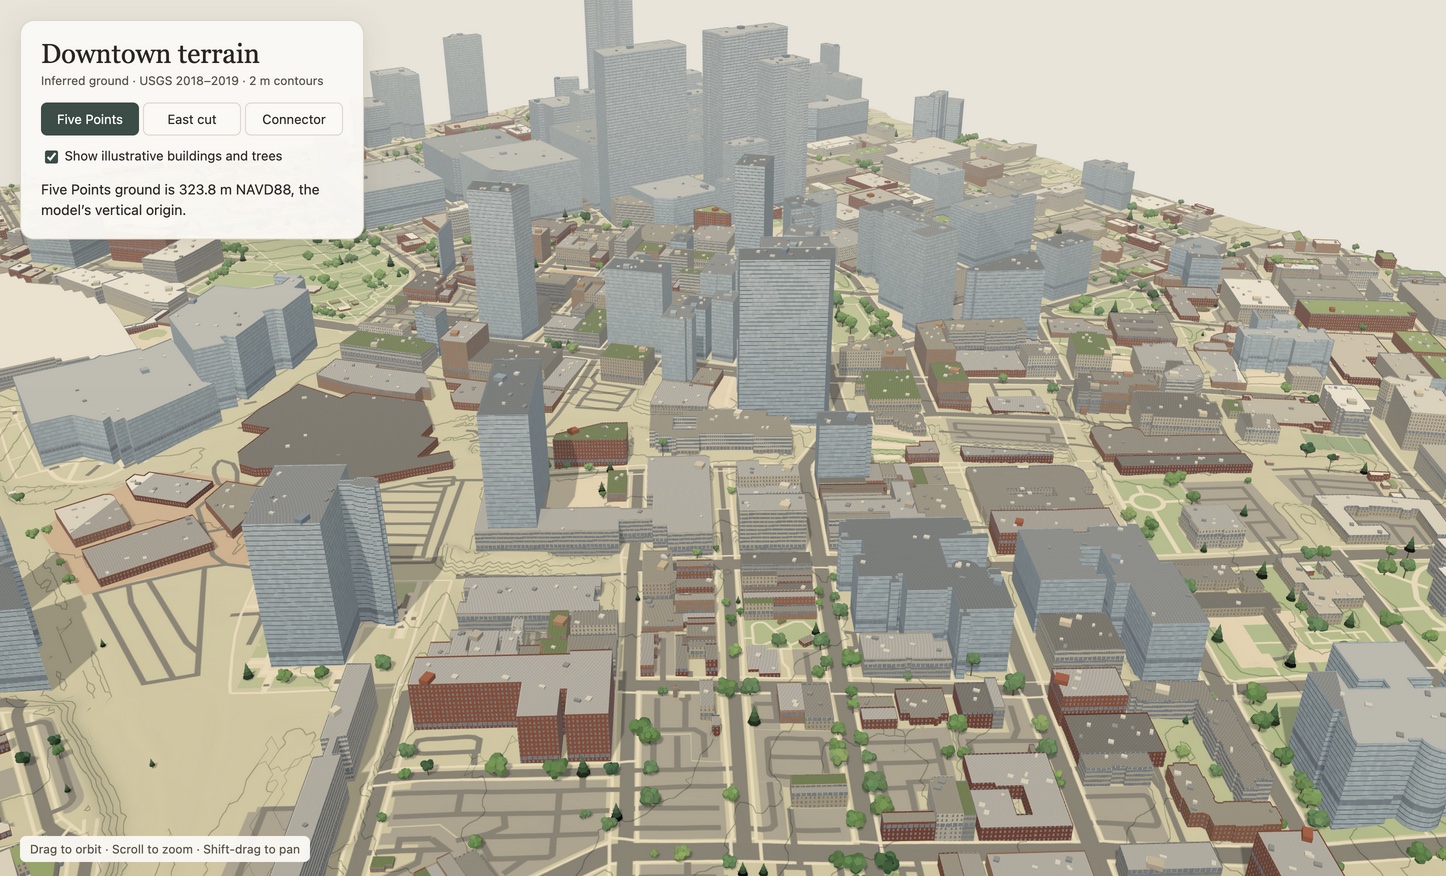 Downtown terrain
Inferred ground · USGS 2018–2019 · 2 m contours
Five Points
East cut
Connector
Show illustrative buildings and trees
Five Points ground is 323.8 m NAVD88, the
model’s vertical origin.
Drag to orbit · Scroll to zoom · Shift-drag to pan